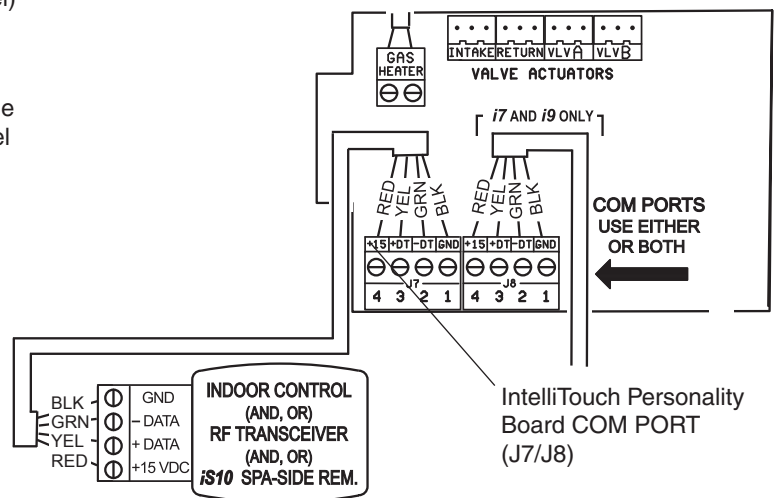 el)
e
el
GAS
HEATER
INTAKE RETURN VLVA VLVB
VALVE ACTUATORS
i7 AND i9 ONLY
RED YEL GRN BLK
RED YEL GRN BLK
COM PORTS
USE EITHER
OR BOTH
+15 +DT -DT GND
+15 +DT -DT GND
J7
J8
4 3 2 1
4 3 2 1
BLK GND
GRN – DATA
YEL + DATA
RED +15 VDC
INDOOR CONTROL
(AND, OR)
RF TRANSCEIVER
(AND, OR)
iS10 SPA-SIDE REM.
IntelliTouch Personality
Board COM PORT
(J7/J8)